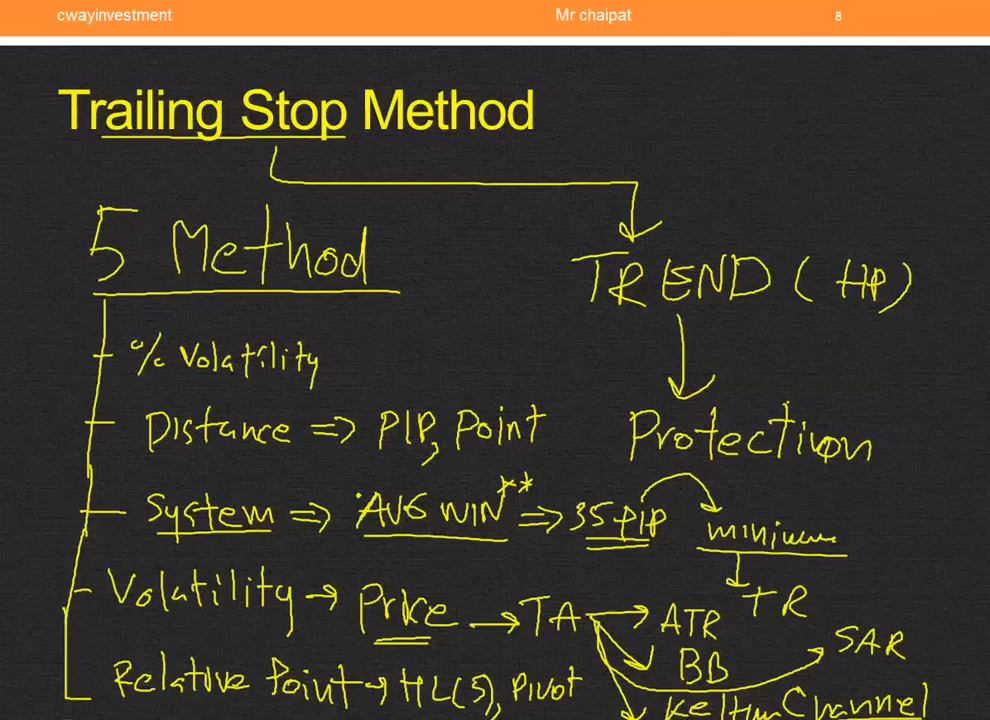 cwayinvestment Mr chaipat 8
Trailing Stop Method
5 Method
TREND (HP)
% Volatility
Distance => PIP, Point
Protection
System => AVG WIN** => 35 PIP
minimum
Volatility → Price → TA → ATR
TR
BB
SAR
Relative Point → HL(5), Pivot
Keltner Channel